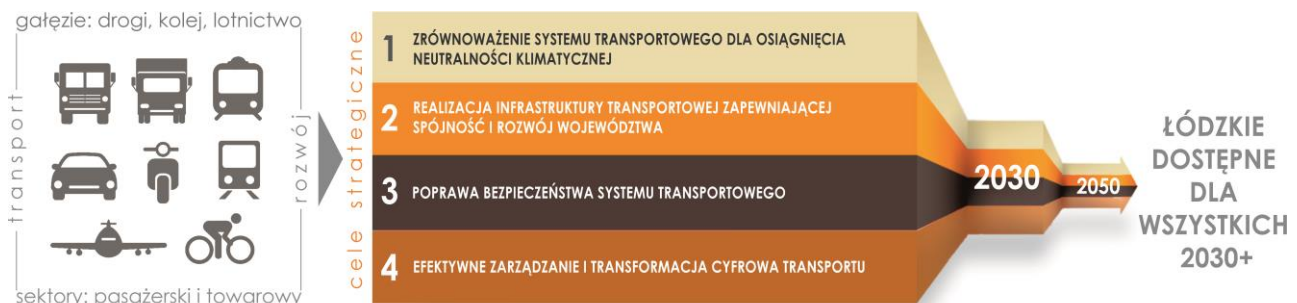 gałęzie: drogi, kolej, lotnictwo
transport
rozwój
sektory: pasażerski i towarowy
cele strategiczne
1 ZRÓWNOWAŻENIE SYSTEMU TRANSPORTOWEGO DLA OSIĄGNIĘCIA
NEUTRALNOŚCI KLIMATYCZNEJ
2 REALIZACJA INFRASTRUKTURY TRANSPORTOWEJ ZAPEWNIAJĄCEJ
SPÓJNOŚĆ I ROZWÓJ WOJEWÓDZTWA
3 POPRAWA BEZPIECZEŃSTWA SYSTEMU TRANSPORTOWEGO
4 EFEKTYWNE ZARZĄDZANIE I TRANSFORMACJA CYFROWA TRANSPORTU
2030
2050
ŁÓDZKIE
DOSTĘPNE
DLA
WSZYSTKICH
2030+